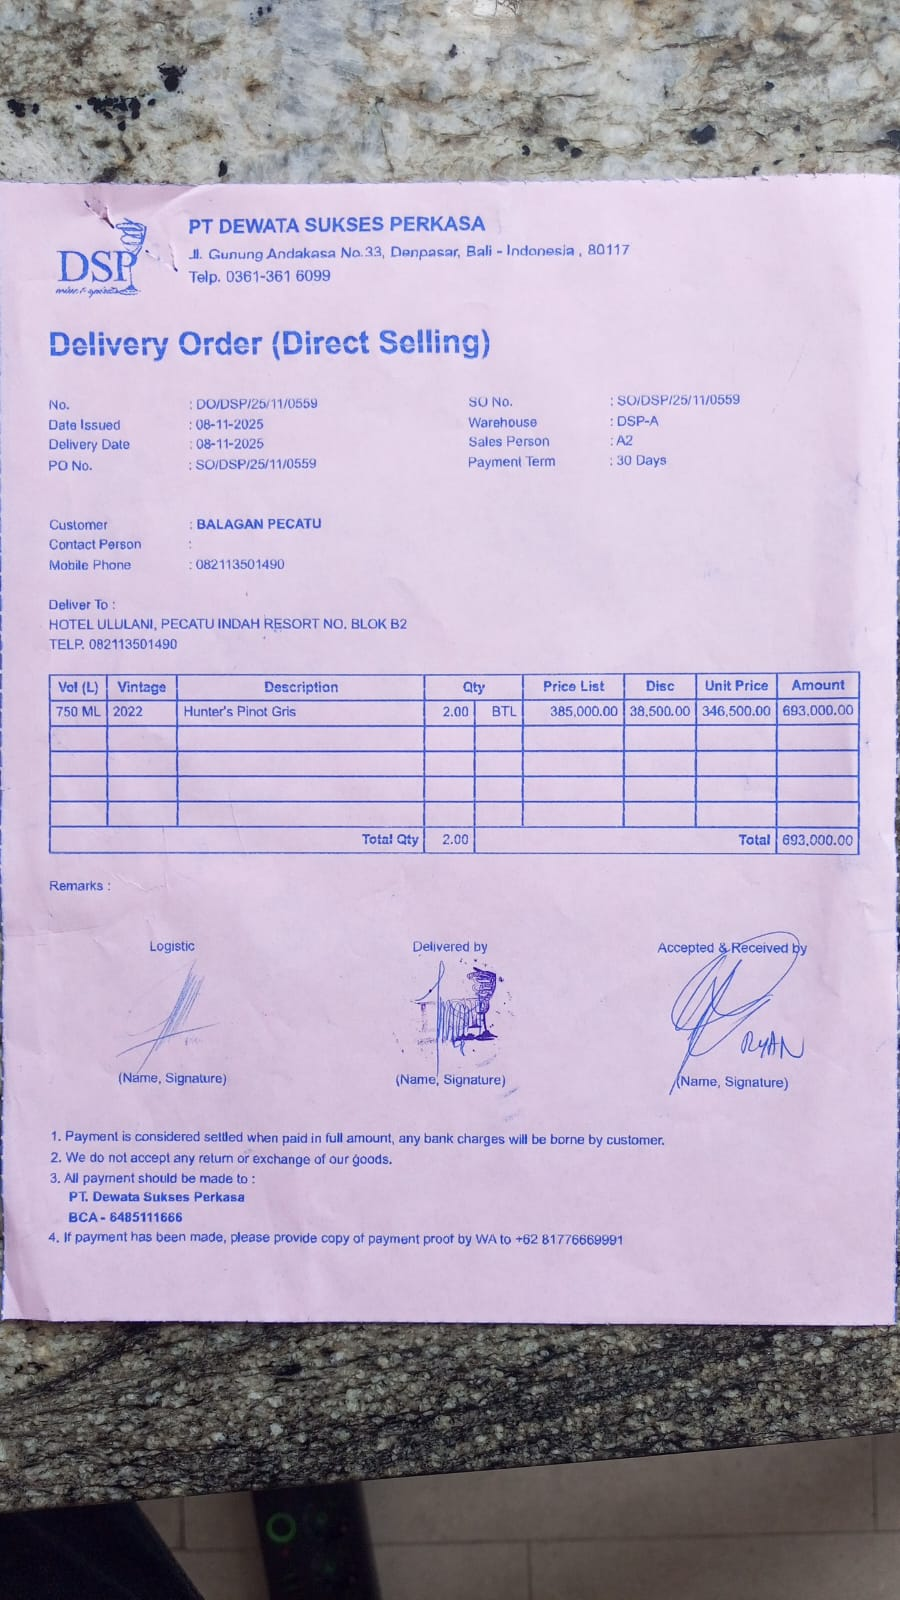 DSP
PT DEWATA SUKSES PERKASA
Jl. Gunung Andakasa No.33, Denpasar, Bali - Indonesia , 80117
Telp. 0361-361 6099
Delivery Order (Direct Selling)
No. : DO/DSP/25/11/0559 SO No. : SO/DSP/25/11/0559
Date Issued : 08-11-2025 Warehouse : DSP-A
Delivery Date : 08-11-2025 Sales Person : A2
PO No. : SO/DSP/25/11/0559 Payment Term : 30 Days
Customer : BALAGAN PECATU
Contact Person :
Mobile Phone : 082113501490
Deliver To :
HOTEL ULULANI, PECATU INDAH RESORT NO. BLOK B2
TELP. 082113501490
Vol (L) Vintage Description Qty Price List Disc Unit Price Amount
750 ML 2022 Hunter's Pinot Gris 2.00 BTL 385,000.00 38,500.00 346,500.00 693,000.00
Total Qty 2.00 Total 693,000.00
Remarks :
Logistic Delivered by Accepted & Received by
RYAN
(Name, Signature) (Name, Signature) (Name, Signature)
1. Payment is considered settled when paid in full amount, any bank charges will be borne by customer.
2. We do not accept any return or exchange of our goods.
3. All payment should be made to :
PT. Dewata Sukses Perkasa
BCA - 6485111666
4. If payment has been made, please provide copy of payment proof by WA to +62 81776669991